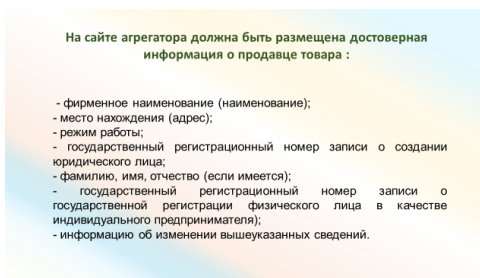 На сайте агрегатора должна быть размещена достоверная
информация о продавце товара :
- фирменное наименование (наименование);
- место нахождения (адрес);
- режим работы;
- государственный регистрационный номер записи о создании
юридического лица;
- фамилию, имя, отчество (если имеется);
- государственный регистрационный номер записи о
государственной регистрации физического лица в качестве
индивидуального предпринимателя);
- информацию об изменении вышеуказанных сведений.